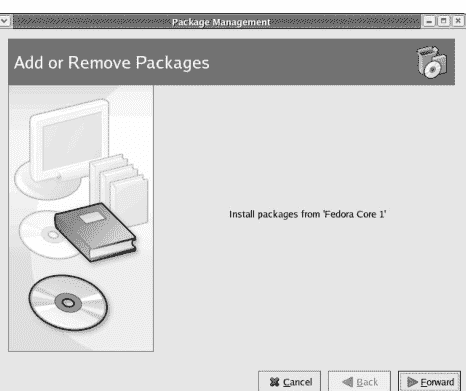 Package Management
Add or Remove Packages
Install packages from 'Fedora Core 1'
Cancel
Back
Forward